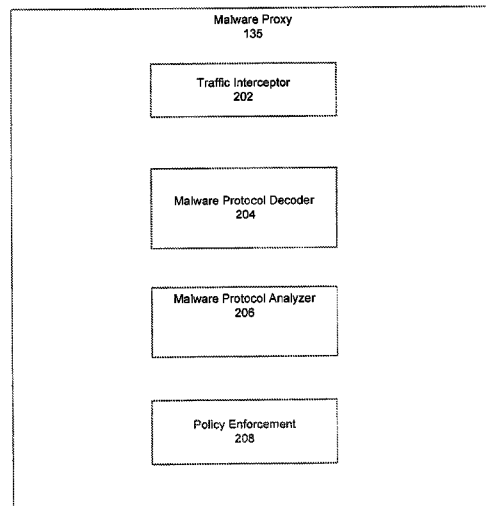 Malware Proxy
135
Traffic Interceptor
202
Malware Protocol Decoder
204
Malware Protocol Analyzer
206
Policy Enforcement
208